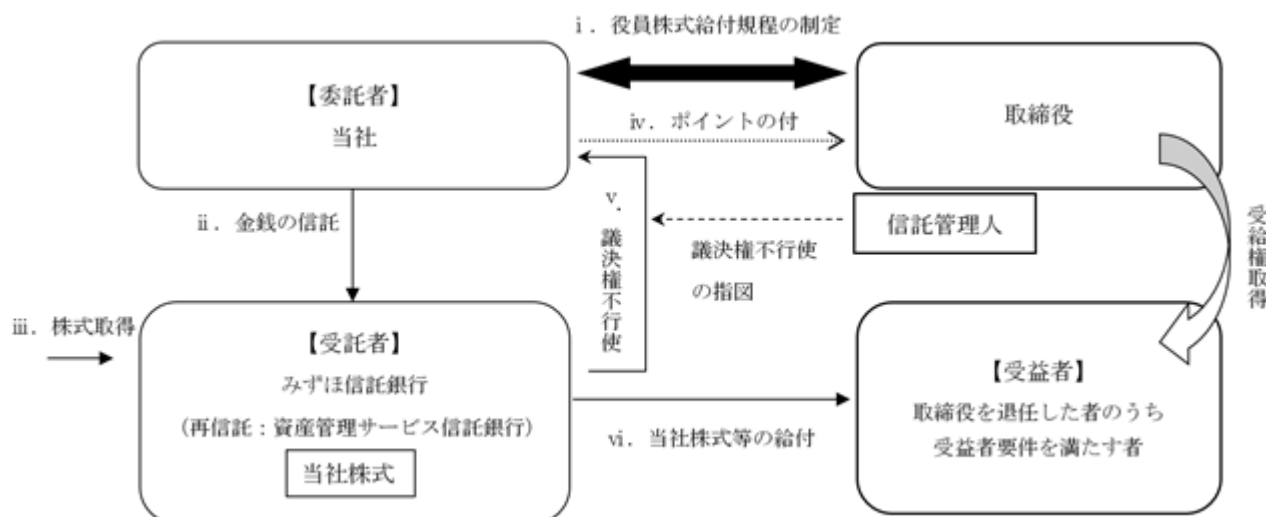 ⅰ．役員株式給付規程の制定
【委託者】
当社
取締役
ⅳ．ポイントの付
ⅱ．金銭の信託
ⅴ．議決権不行使
信託管理人
議決権不行使
の指図
受給権取得
ⅲ．株式取得
【受託者】
みずほ信託銀行
（再信託：資産管理サービス信託銀行）
当社株式
ⅵ．当社株式等の給付
【受益者】
取締役を退任した者のうち
受益者要件を満たす者